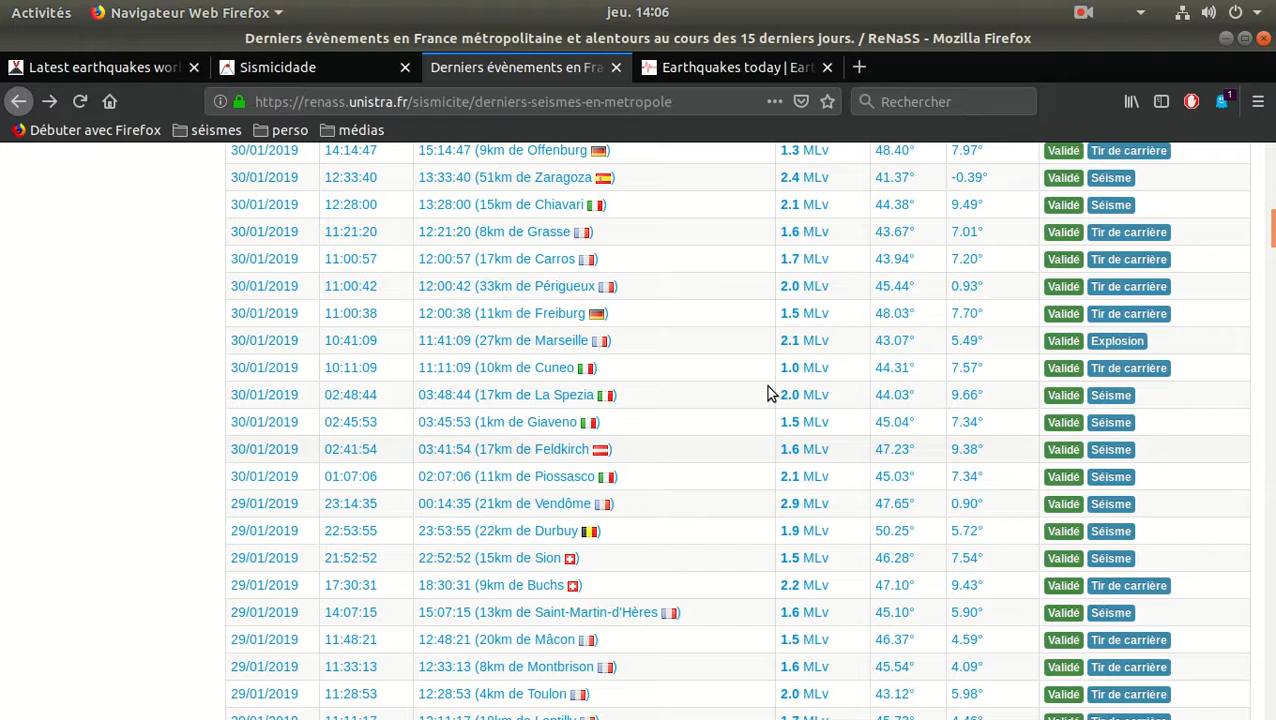 Activités Navigateur Web Firefox jeu. 14:06
Derniers évènements en France métropolitaine et alentours au cours des 15 derniers jours. / ReNaSS - Mozilla Firefox
Latest earthquakes wor Sismicidade Derniers évènements en Fra Earthquakes today | Eart
https://renass.unistra.fr/sismicite/derniers-seismes-en-metropole Rechercher 1
Débuter avec Firefox séismes perso médias
30/01/2019 14:14:47 15:14:47 (9km de Offenburg ) 1.3 MLv 48.40° 7.97° Validé Tir de carrière
30/01/2019 12:33:40 13:33:40 (51km de Zaragoza ) 2.4 MLv 41.37° -0.39° Validé Séisme
30/01/2019 12:28:00 13:28:00 (15km de Chiavari ) 2.1 MLv 44.38° 9.49° Validé Séisme
30/01/2019 11:21:20 12:21:20 (8km de Grasse ) 1.6 MLv 43.67° 7.01° Validé Tir de carrière
30/01/2019 11:00:57 12:00:57 (17km de Carros ) 1.7 MLv 43.94° 7.20° Validé Tir de carrière
30/01/2019 11:00:42 12:00:42 (33km de Périgueux ) 2.0 MLv 45.44° 0.93° Validé Tir de carrière
30/01/2019 11:00:38 12:00:38 (11km de Freiburg ) 1.5 MLv 48.03° 7.70° Validé Tir de carrière
30/01/2019 10:41:09 11:41:09 (27km de Marseille ) 2.1 MLv 43.07° 5.49° Validé Explosion
30/01/2019 10:11:09 11:11:09 (10km de Cuneo ) 1.0 MLv 44.31° 7.57° Validé Tir de carrière
30/01/2019 02:48:44 03:48:44 (17km de La Spezia ) 2.0 MLv 44.03° 9.66° Validé Séisme
30/01/2019 02:45:53 03:45:53 (1km de Giaveno ) 1.5 MLv 45.04° 7.34° Validé Séisme
30/01/2019 02:41:54 03:41:54 (17km de Feldkirch ) 1.6 MLv 47.23° 9.38° Validé Séisme
30/01/2019 01:07:06 02:07:06 (11km de Piossasco ) 2.1 MLv 45.03° 7.34° Validé Séisme
29/01/2019 23:14:35 00:14:35 (21km de Vendôme ) 2.9 MLv 47.65° 0.90° Validé Séisme
29/01/2019 22:53:55 23:53:55 (22km de Durbuy ) 1.9 MLv 50.25° 5.72° Validé Séisme
29/01/2019 21:52:52 22:52:52 (15km de Sion ) 1.5 MLv 46.28° 7.54° Validé Séisme
29/01/2019 17:30:31 18:30:31 (9km de Buchs ) 2.2 MLv 47.10° 9.43° Validé Tir de carrière
29/01/2019 14:07:15 15:07:15 (13km de Saint-Martin-d'Hères ) 1.6 MLv 45.10° 5.90° Validé Séisme
29/01/2019 11:48:21 12:48:21 (20km de Mâcon ) 1.5 MLv 46.37° 4.59° Validé Tir de carrière
29/01/2019 11:33:13 12:33:13 (8km de Montbrison ) 1.6 MLv 45.54° 4.09° Validé Tir de carrière
29/01/2019 11:28:53 12:28:53 (4km de Toulon ) 2.0 MLv 43.12° 5.98° Validé Tir de carrière